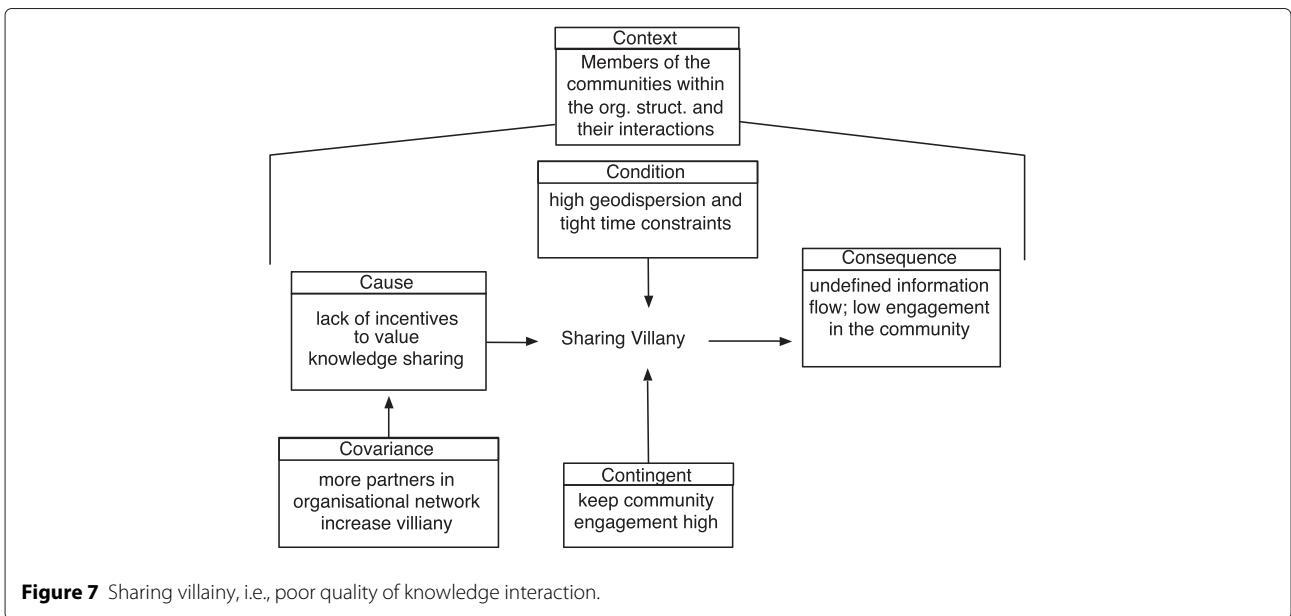 Context
Members of the
communities within
the org. struct. and
their interactions
Condition
high geodispersion and
tight time constraints
Consequence
undefined information
flow; low engagement
in the community
Cause
lack of incentives
to value
knowledge sharing
Sharing Villany
Covariance
more partners in
organisational network
increase villiany
Contingent
keep community
engagement high
Figure 7 Sharing villainy, i.e., poor quality of knowledge interaction.